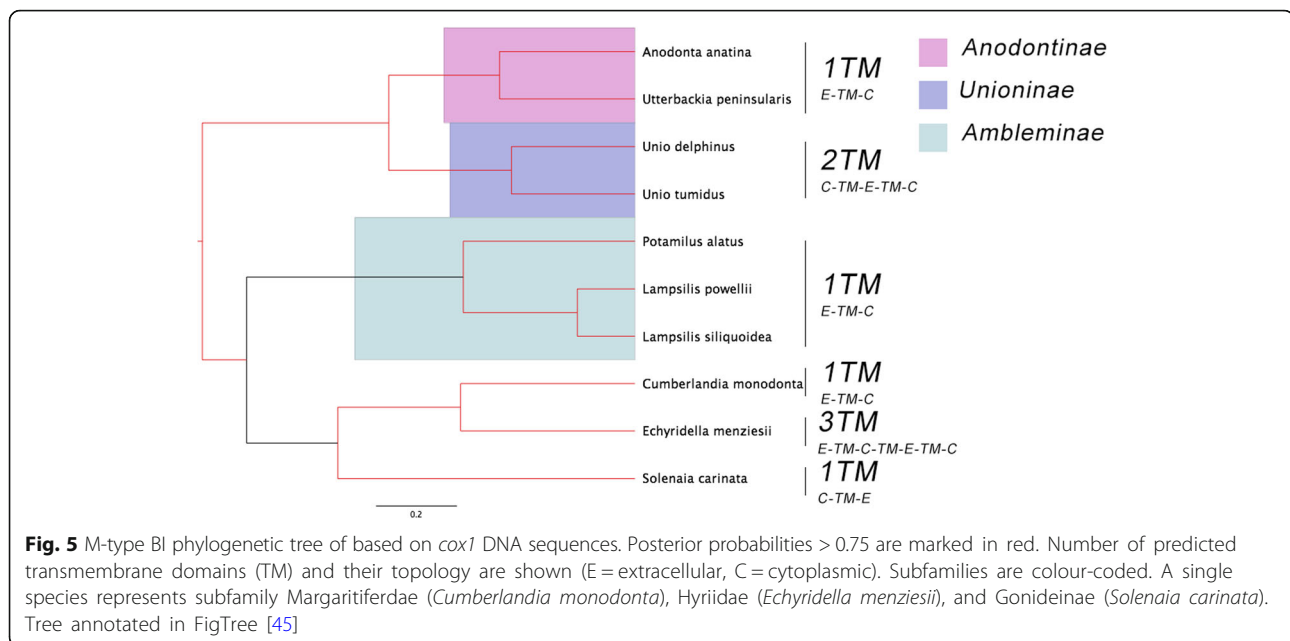 Anodonta anatina
Utterbackia peninsularis
1TM
E-TM-C
Unio delphinus
Unio tumidus
2TM
C-TM-E-TM-C
Potamilus alatus
Lampsilis powellii
Lampsilis siliquoidea
1TM
E-TM-C
Cumberlandia monodonta
1TM
E-TM-C
Echyridella menziesii
3TM
E-TM-C-TM-E-TM-C
Solenaia carinata
1TM
C-TM-E
Anodontinae
Unioninae
Ambleminae
0.2
Fig. 5 M-type BI phylogenetic tree of based on cox1 DNA sequences. Posterior probabilities > 0.75 are marked in red. Number of predicted
transmembrane domains (TM) and their topology are shown (E = extracellular, C = cytoplasmic). Subfamilies are colour-coded. A single
species represents subfamily Margaritiferdae (Cumberlandia monodonta), Hyriidae (Echyridella menziesii), and Gonideinae (Solenaia carinata).
Tree annotated in FigTree [45]